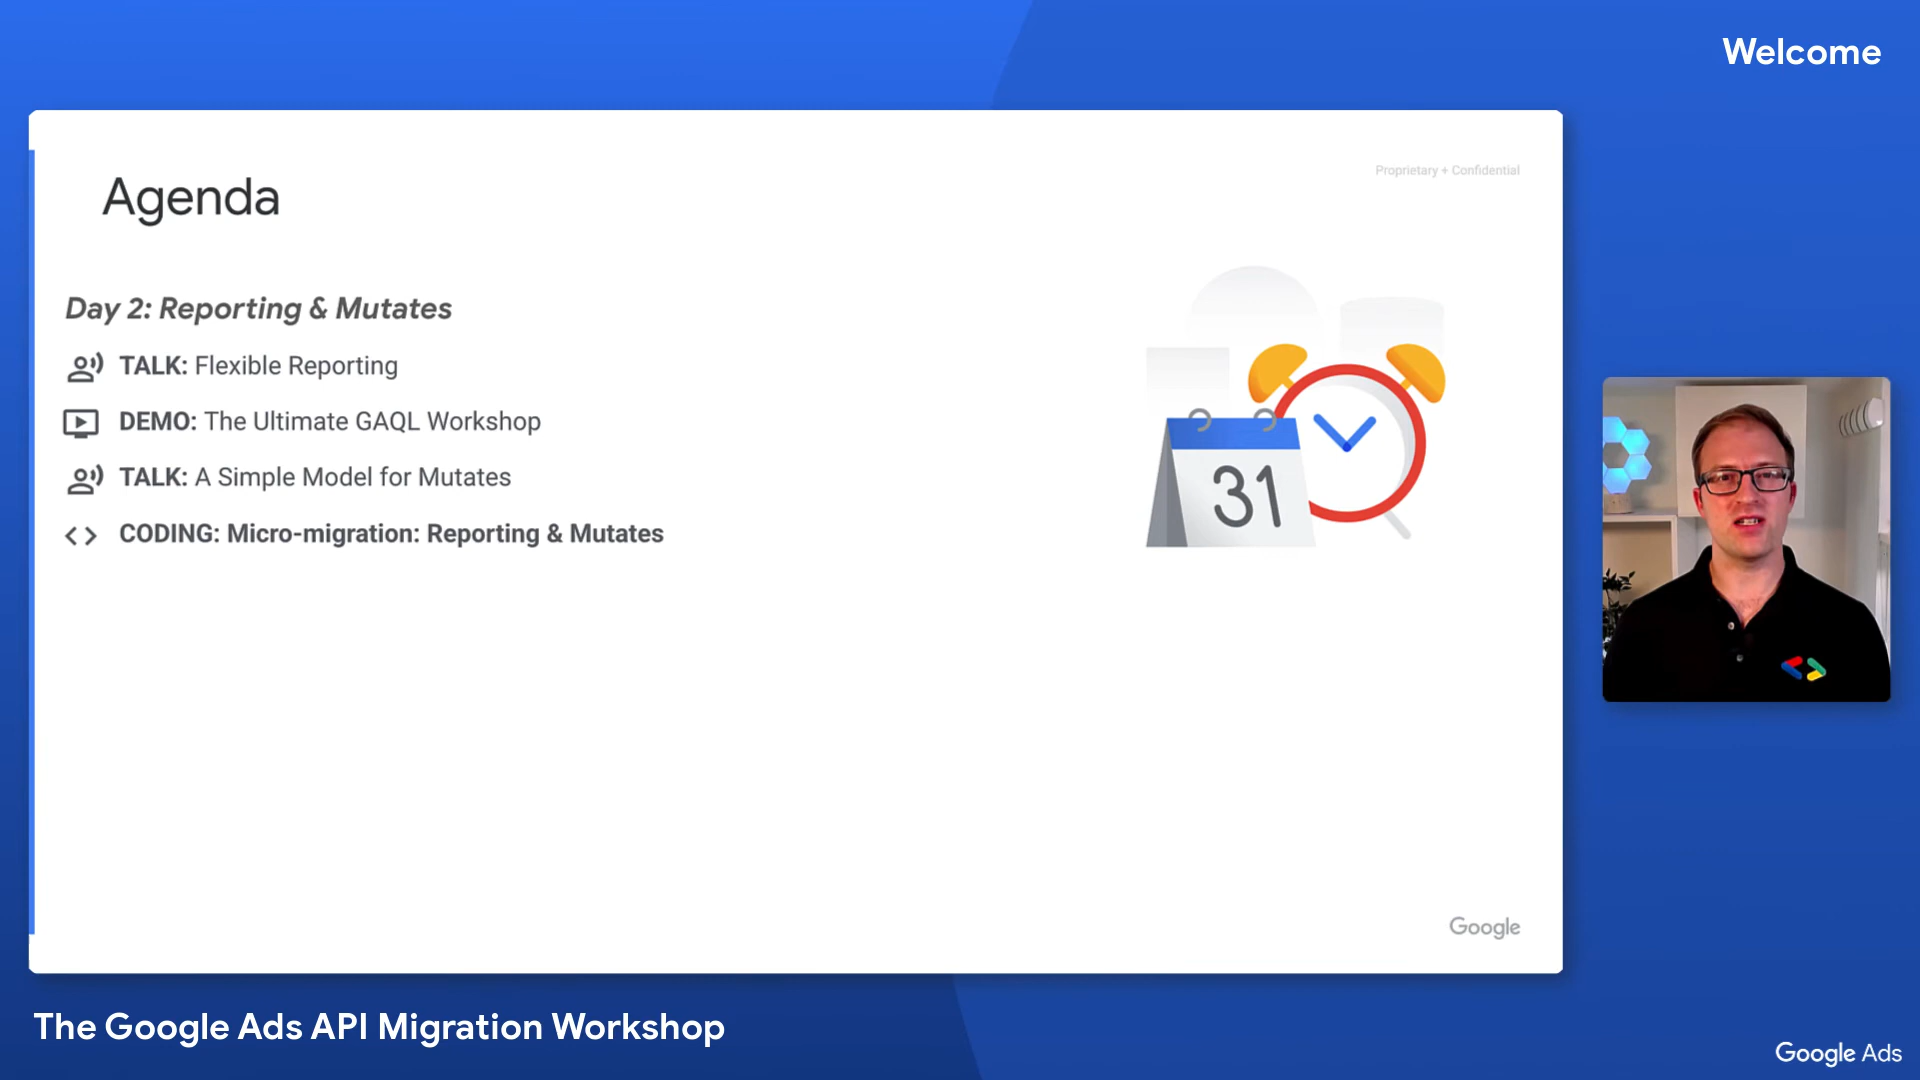 Welcome
Proprietary + Confidential
Agenda
Day 2: Reporting & Mutates
TALK: Flexible Reporting
DEMO: The Ultimate GAQL Workshop
TALK: A Simple Model for Mutates
CODING: Micro-migration: Reporting & Mutates
31
Google
The Google Ads API Migration Workshop
Google Ads